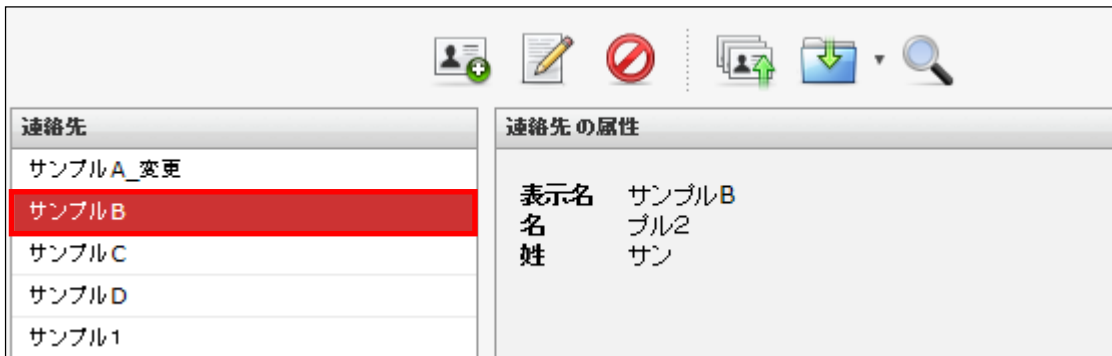 連絡先
サンプルA_変更
サンプルB
サンプルC
サンプルD
サンプル1
連絡先の属性
表示名 サンプルB
名 プル2
姓 サン